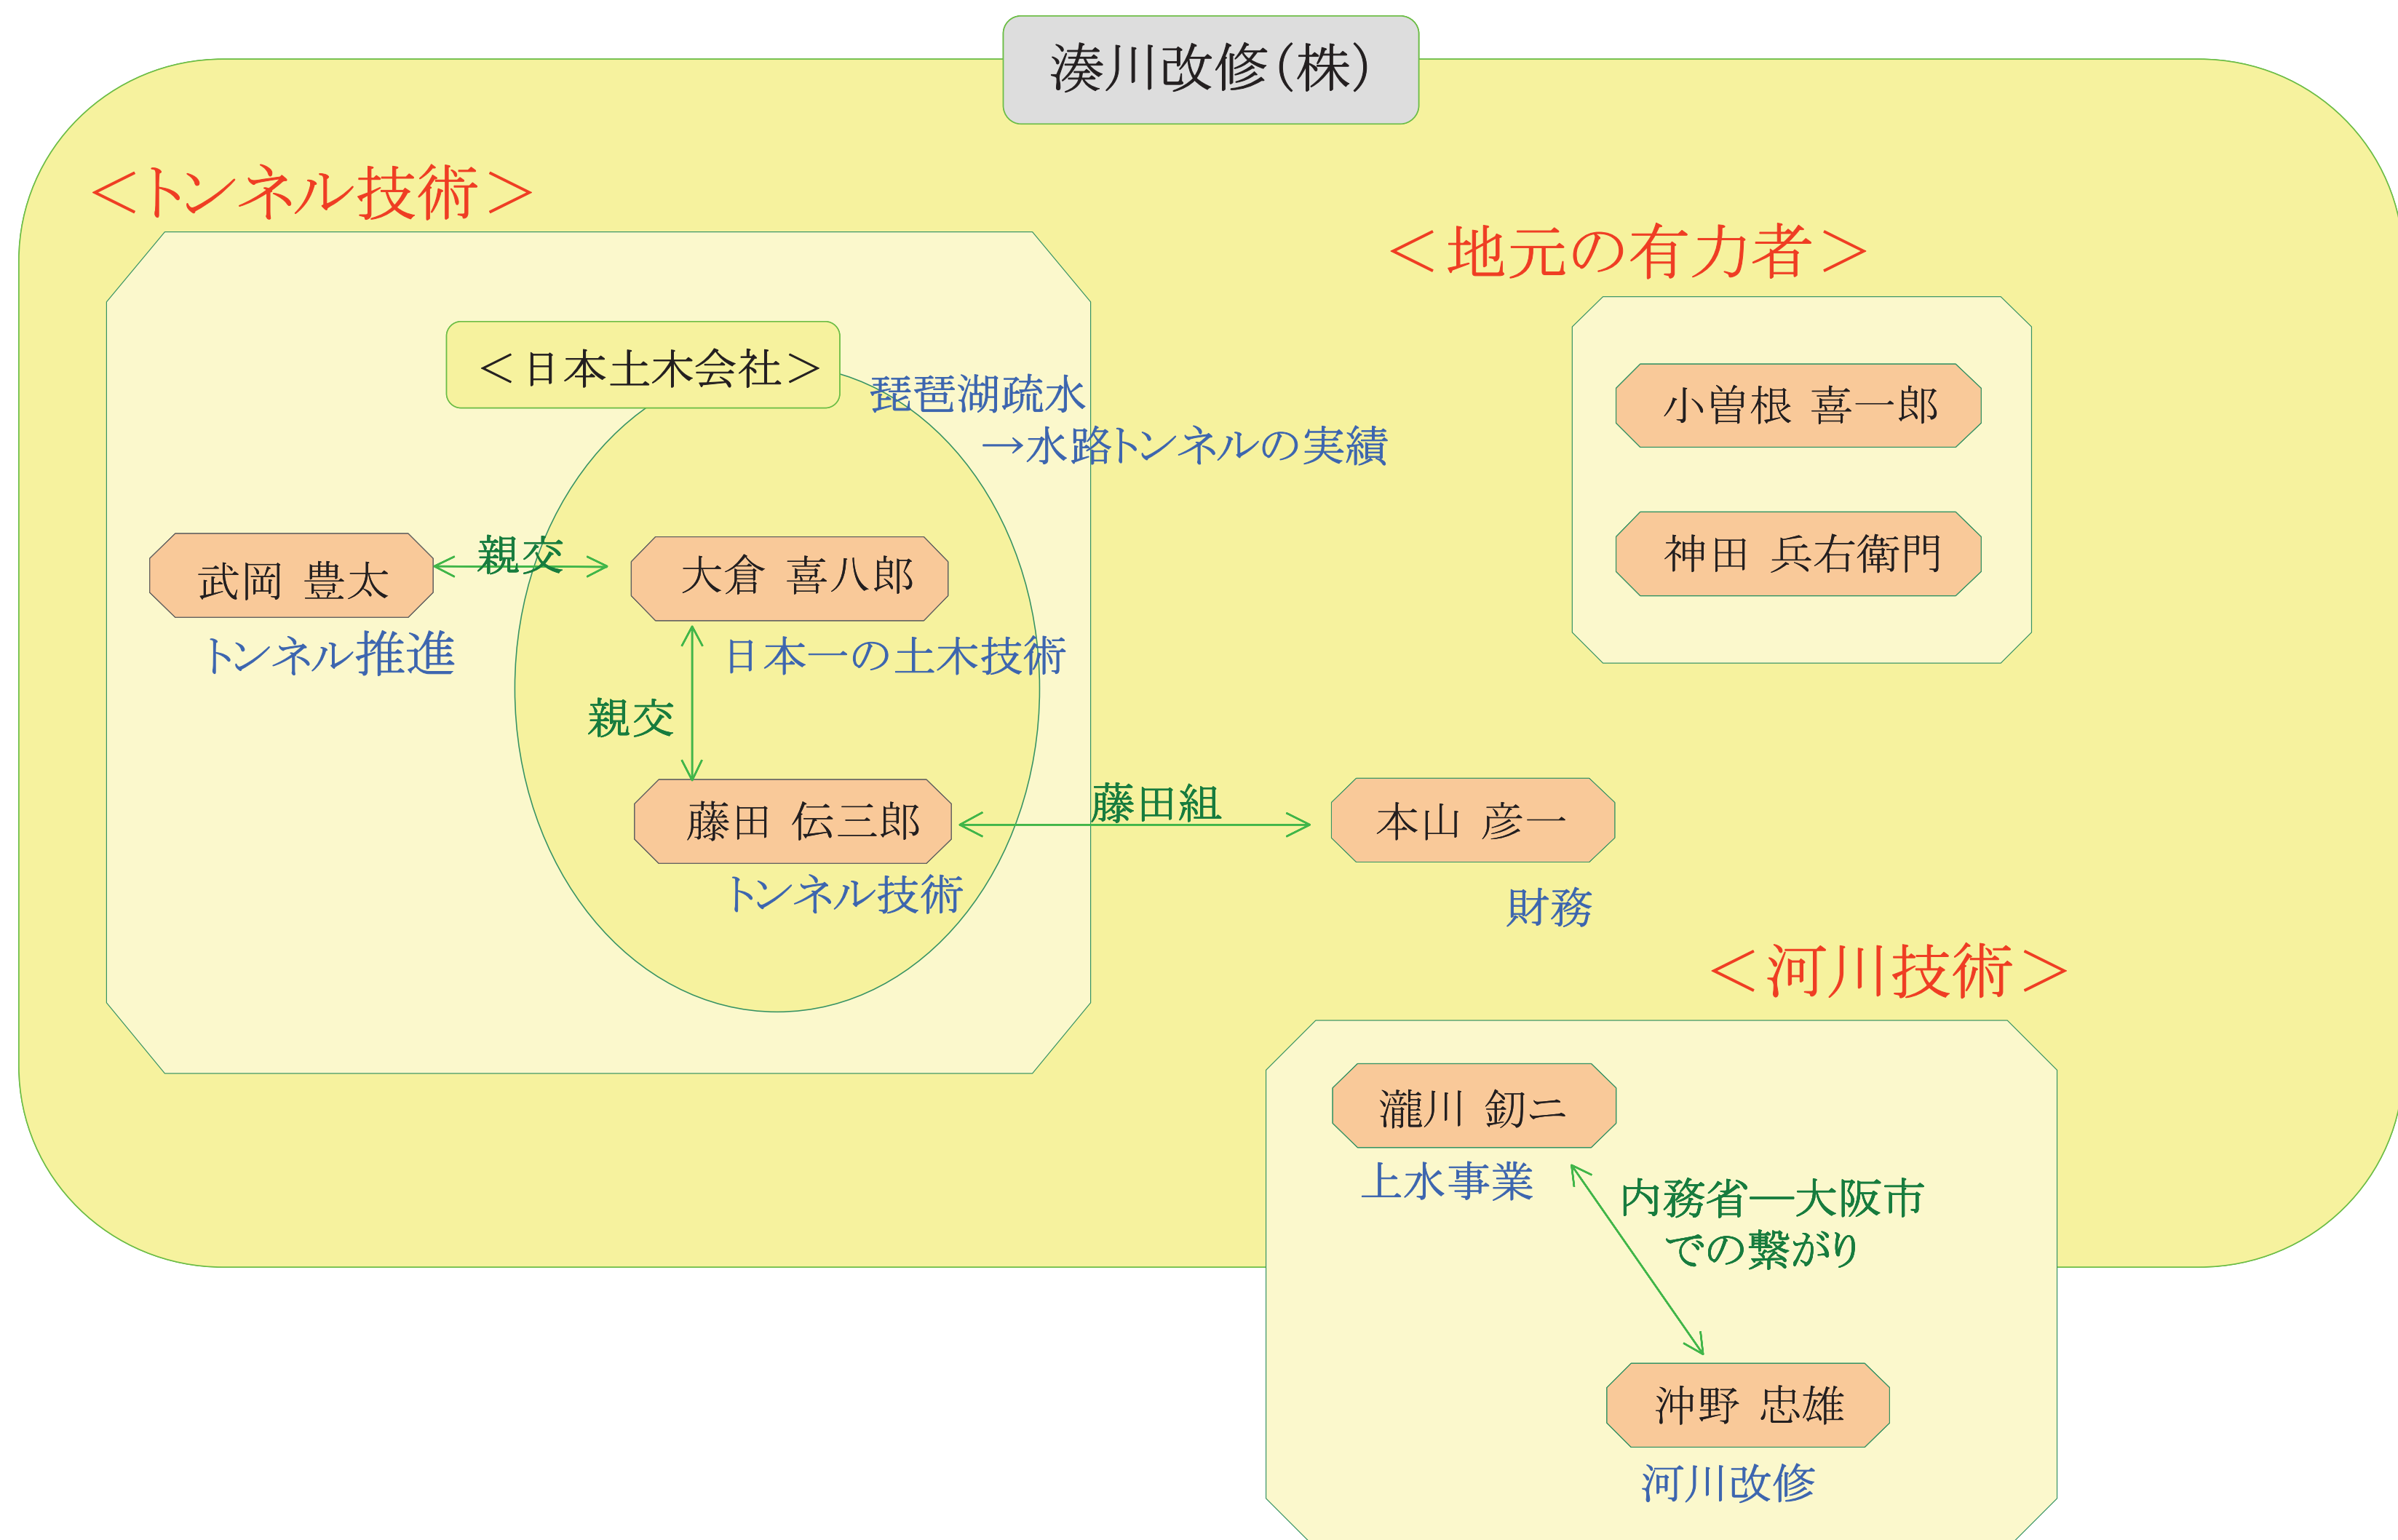 湊川改修（株）
＜トンネル技術＞
＜地元の有力者＞
＜日本土木会社＞
琵琶湖疏水
→水路トンネルの実績
小曽根 喜一郎
神田 兵右衛門
武岡 豊太
親交
大倉 喜八郎
トンネル推進
日本一の土木技術
親交
藤田 伝三郎
藤田組
本山 彦一
トンネル技術
財務
＜河川技術＞
瀧川 釖ニ
上水事業
内務省―大阪市
での繋がり
沖野 忠雄
河川改修